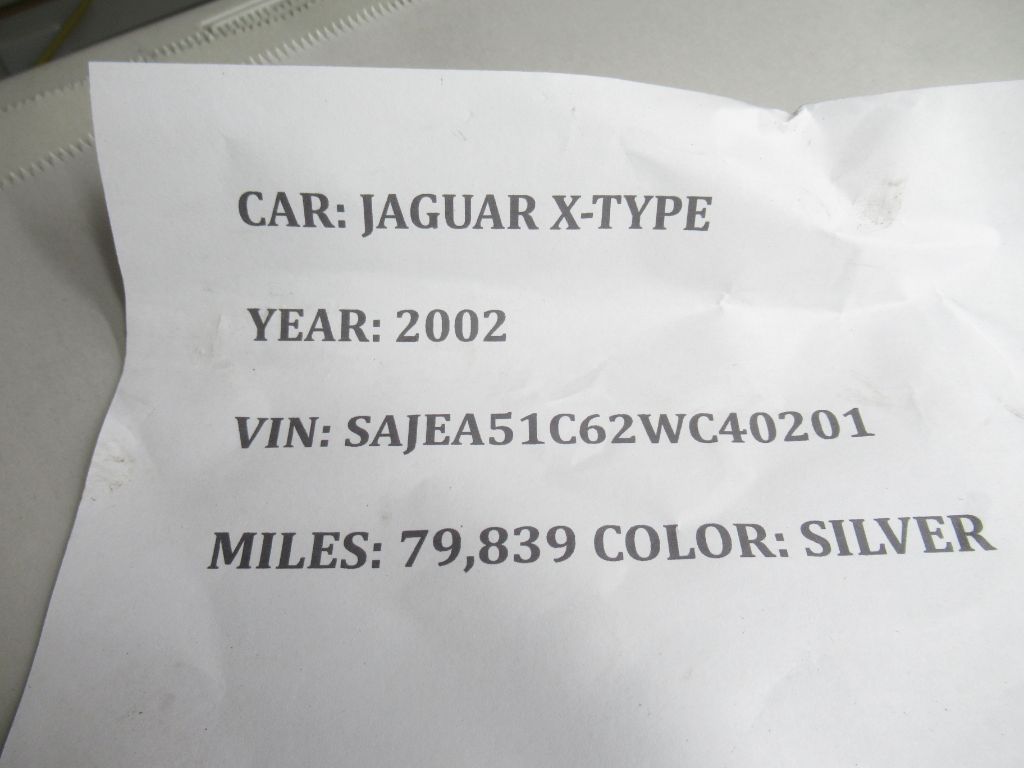 CAR: JAGUAR X-TYPE
YEAR: 2002
VIN: SAJEA51C62WC40201
MILES: 79,839 COLOR: SILVER